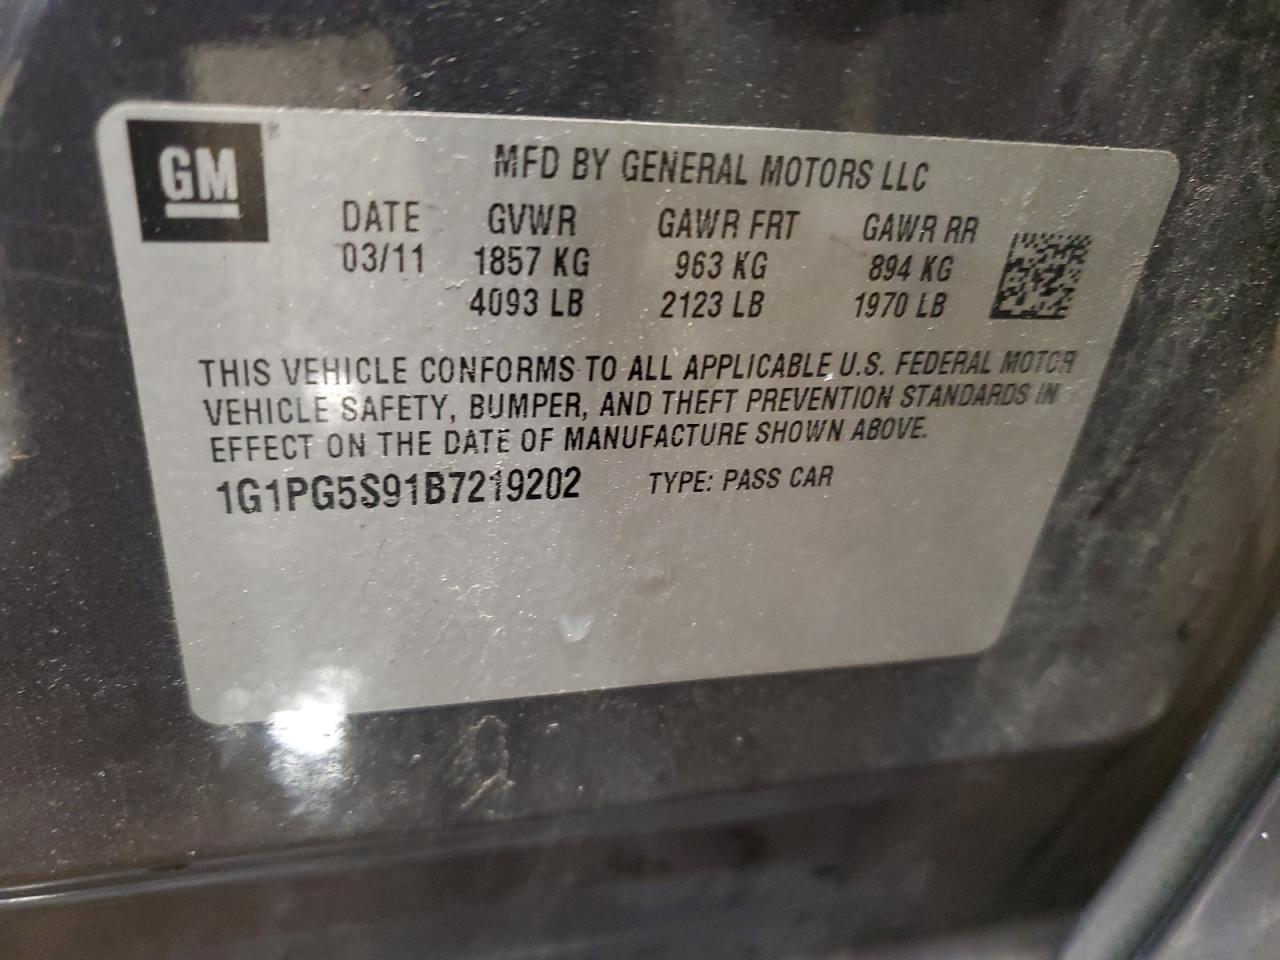 GM
MFD BY GENERAL MOTORS LLC
DATE GVWR GAWR FRT GAWR RR
03/11 1857 KG 963 KG 894 KG
4093 LB 2123 LB 1970 LB
THIS VEHICLE CONFORMS TO ALL APPLICABLE U.S. FEDERAL MOTOR
VEHICLE SAFETY, BUMPER, AND THEFT PREVENTION STANDARDS IN
EFFECT ON THE DATE OF MANUFACTURE SHOWN ABOVE.
1G1PG5S91B7219202 TYPE: PASS CAR